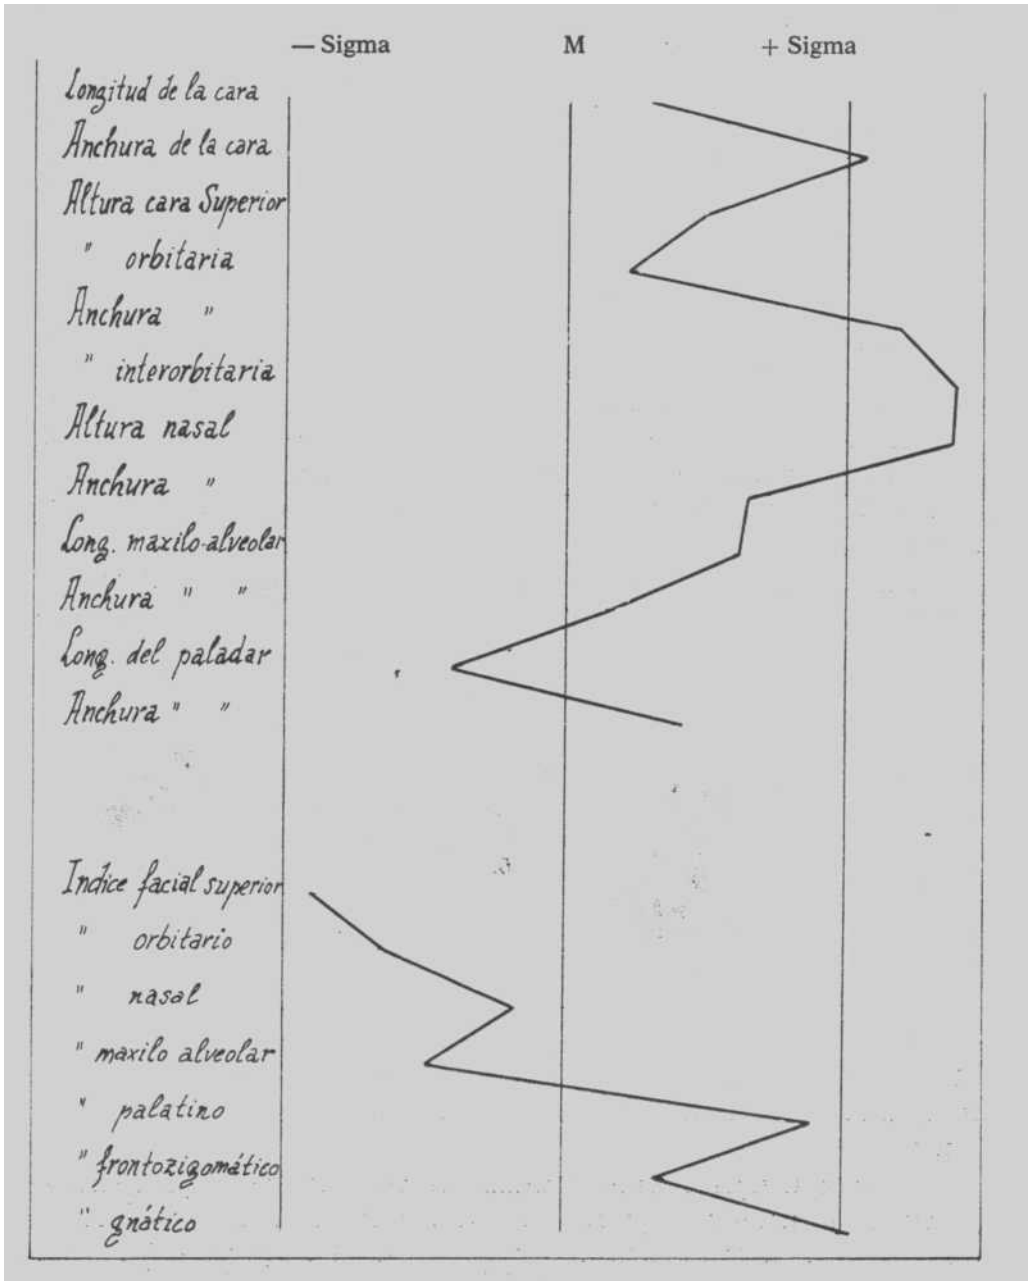 — Sigma M + Sigma
Longitud de la cara
Anchura de la cara
Altura cara Superior
" orbitaria
Anchura "
" interorbitaria
Altura nasal
Anchura "
Long. maxilo-alveolar
Anchura " "
Long. del paladar
Anchura " "
Indice facial superior
" orbitario
" nasal
" maxilo alveolar
" palatino
" frontozigomático
" gnático